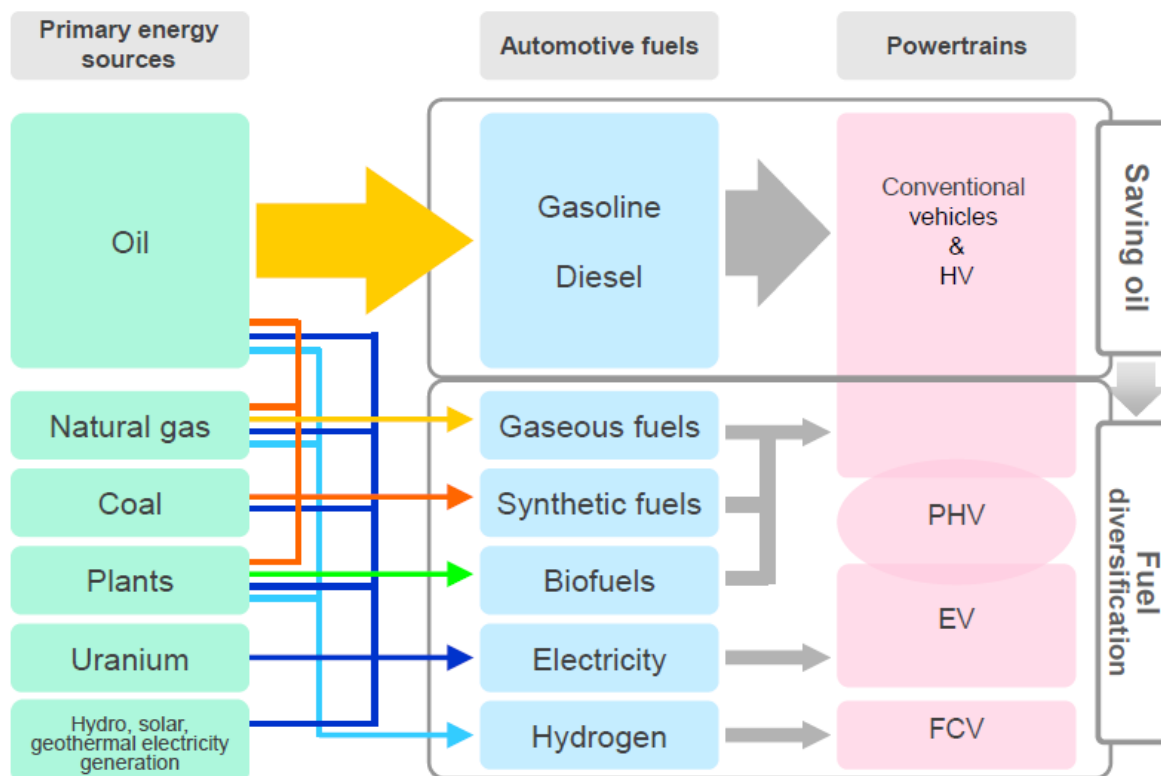 Primary energy
sources
Automotive fuels
Powertrains
Oil
Gasoline
Diesel
Conventional
vehicles
&
HV
Saving oil
Natural gas
Gaseous fuels
Coal
Synthetic fuels
PHV
Plants
Biofuels
Fuel
diversification
Uranium
Electricity
EV
Hydro, solar,
geothermal electricity
generation
Hydrogen
FCV